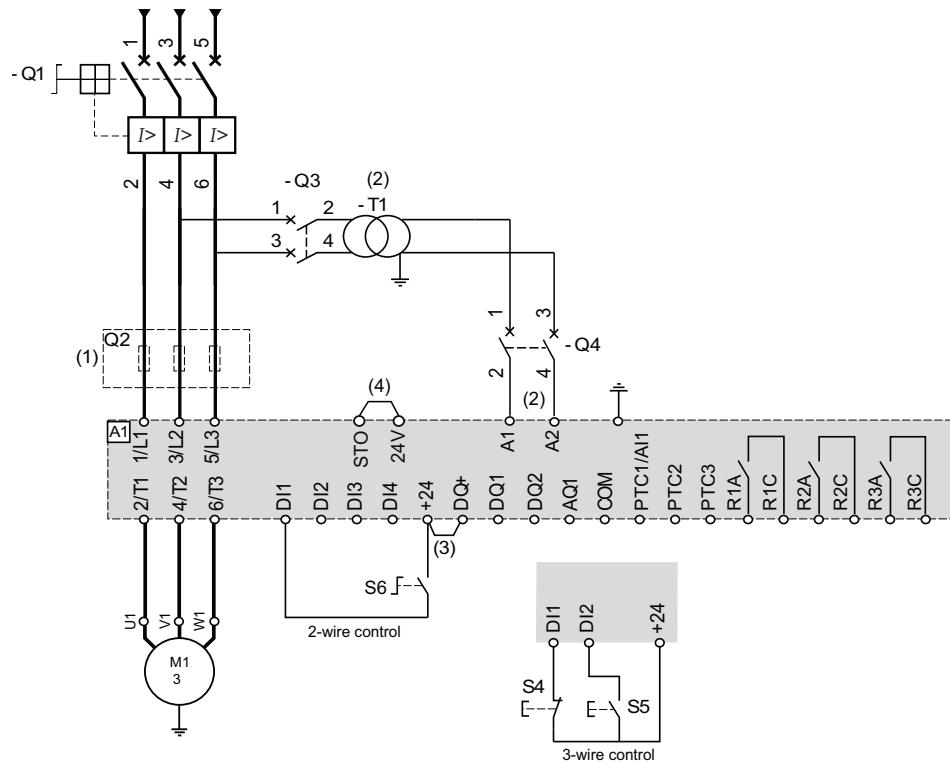 1 3 5
-Q1
I> I> I>
2 4 6
-Q3 (2)
1 2 -T1
3 4
1 3
Q2
(1)
-Q4
2 4
(4) (2)
A1
1/L1 3/L2 5/L3 STO 24V A1 A2
2/T1 4/T2 6/T3 DI1 DI2 DI3 DI4 +24 DQ+ DQ1 DQ2 AQ1 COM PTC1/AI1 PTC2 PTC3 R1A R1C R2A R2C R3A R3C
(3)
S6
U1 V1 W1
2-wire control
DI1 DI2 +24
M1
3
S4 S5
3-wire control